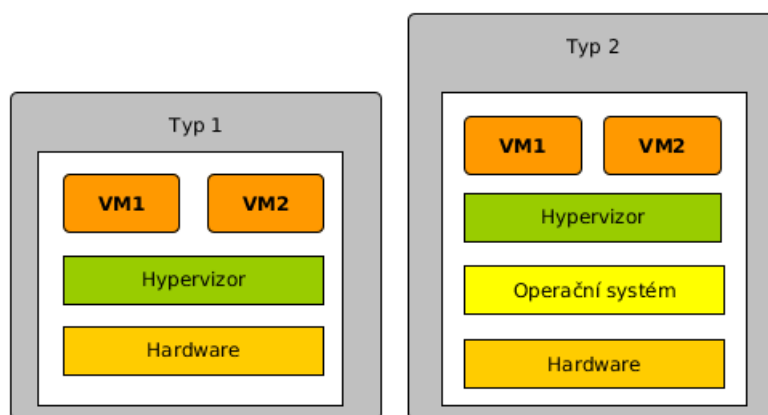 Typ 1
VM1
VM2
Hypervizor
Hardware
Typ 2
VM1
VM2
Hypervizor
Operační systém
Hardware